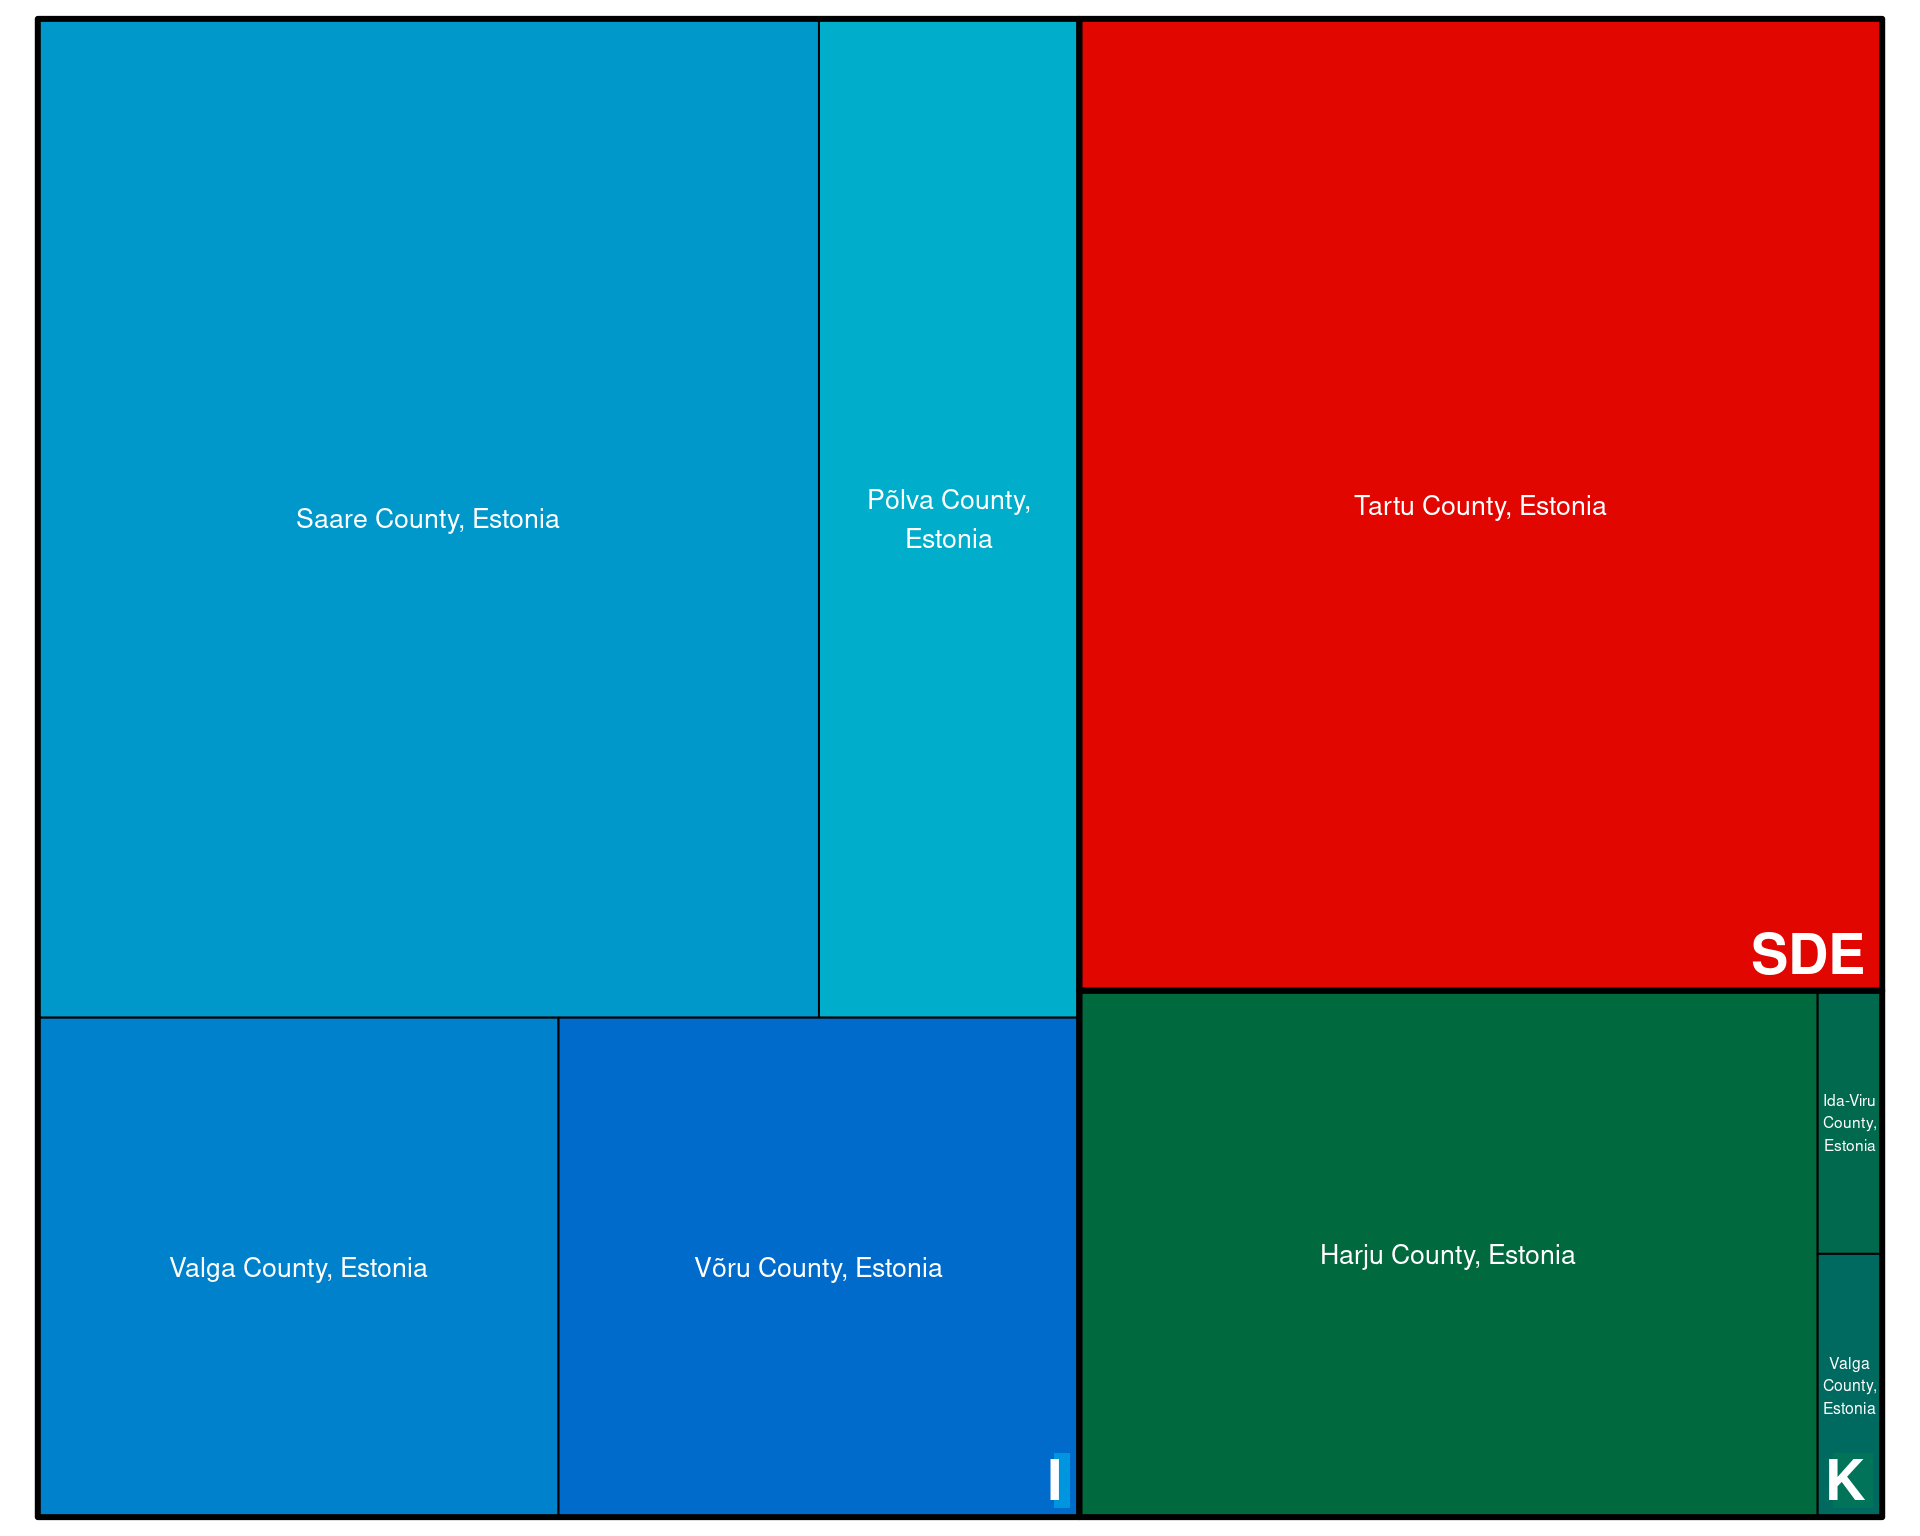 Saare County, Estonia
Põlva County,
Estonia
Tartu County, Estonia
SDE
Valga County, Estonia
Võru County, Estonia
I
Harju County, Estonia
Ida-Viru
County,
Estonia
Valga
County,
Estonia
K